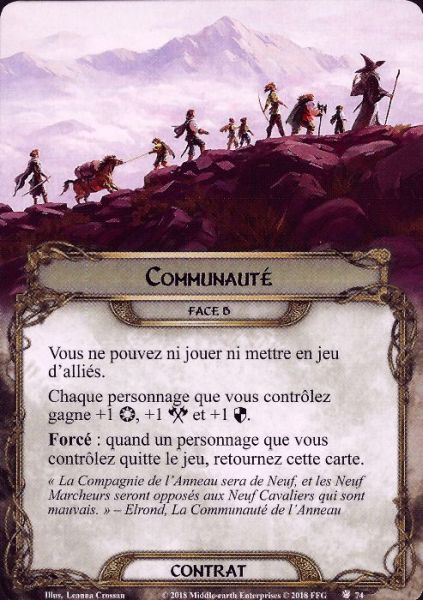 Communauté
FACE B
Vous ne pouvez ni jouer ni mettre en jeu
d'alliés.
Chaque personnage que vous contrôlez
gagne +1 , +1 et +1 .
Forcé : quand un personnage que vous
contrôlez quitte le jeu, retournez cette carte.
« La Compagnie de l'Anneau sera de Neuf, et les Neuf
Marcheurs seront opposés aux Neuf Cavaliers qui sont
mauvais. » – Elrond, La Communauté de l'Anneau
CONTRAT
Illus. Leanna Crossan © 2018 Middle-earth Enterprises © 2018 FFG 74